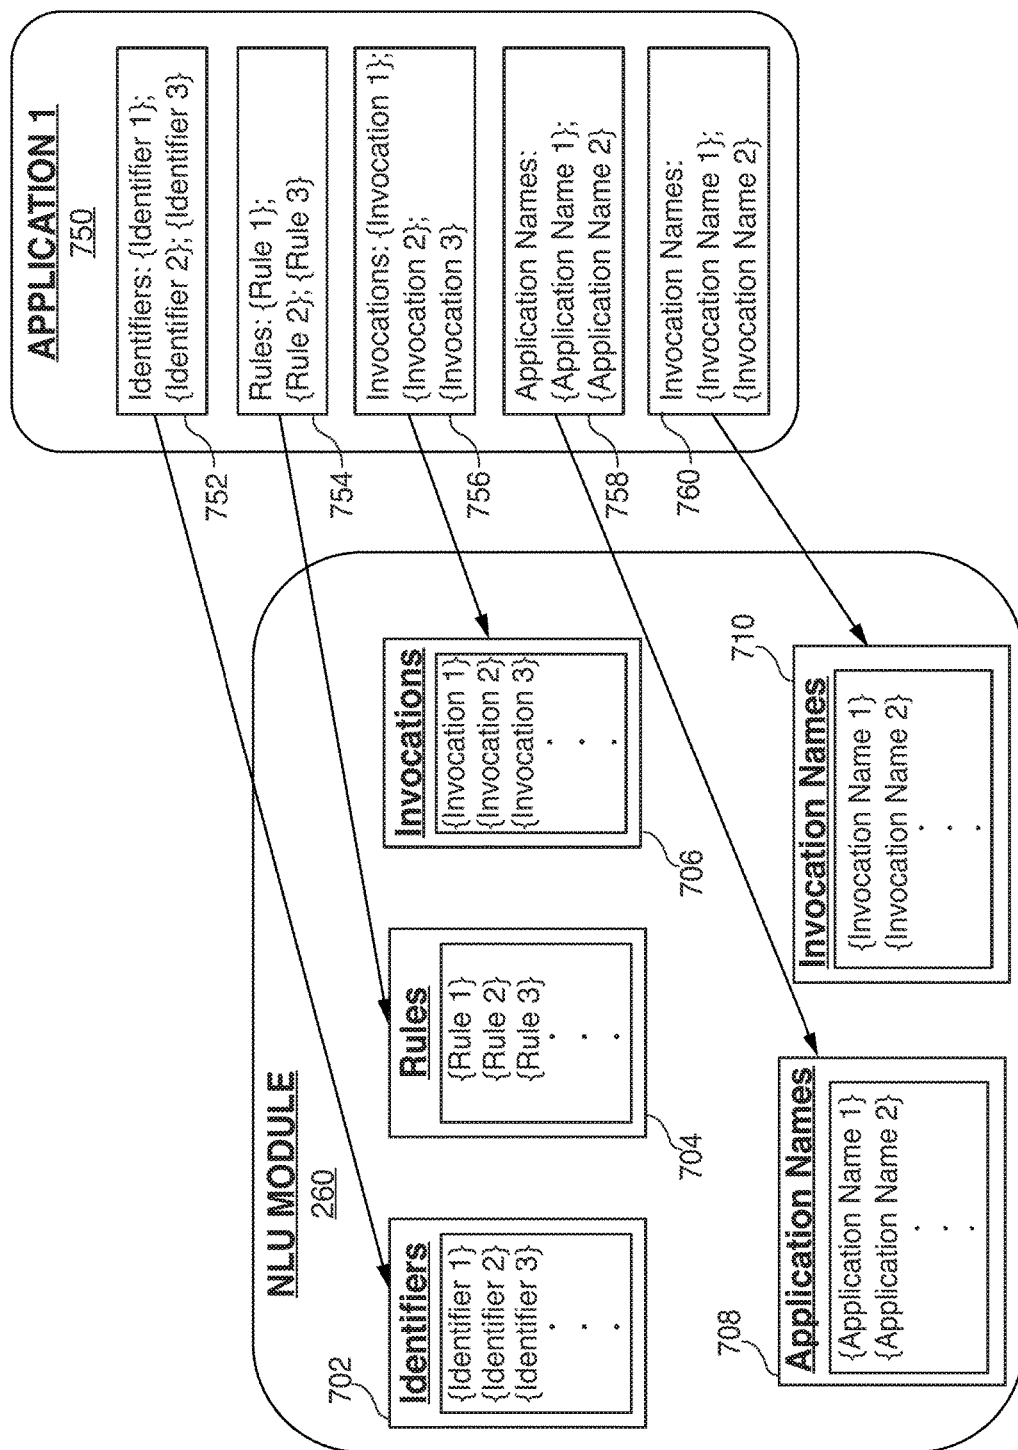 APPLICATION 1
750
Identifiers: {Identifier 1};
{Identifier 2}; {Identifier 3}
752
Rules: {Rule 1};
{Rule 2}; {Rule 3}
754
Invocations: {Invocation 1};
{Invocation 2};
{Invocation 3}
756
Application Names:
{Application Name 1};
{Application Name 2}
758
Invocation Names:
{Invocation Name 1};
{Invocation Name 2}
760
NLU MODULE
260
702
Identifiers
{Identifier 1}
{Identifier 2}
{Identifier 3}
Rules
{Rule 1}
{Rule 2}
{Rule 3}
704
Invocations
{Invocation 1}
{Invocation 2}
{Invocation 3}
706
708
Application Names
{Application Name 1}
{Application Name 2}
710
Invocation Names
{Invocation Name 1}
{Invocation Name 2}